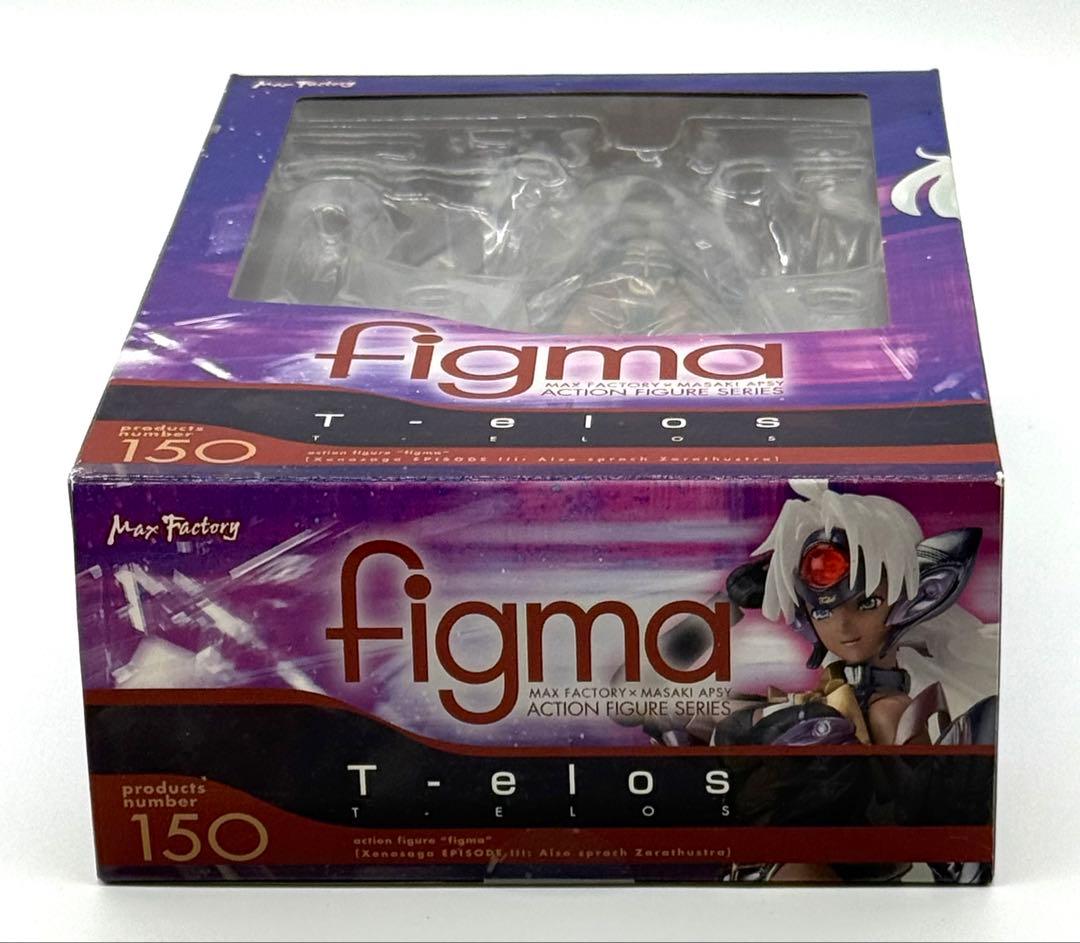 Max Factory
figma
MAX FACTORY × MASAKI APSY
ACTION FIGURE SERIES
T-elos
T-ELOS
products
number
150
action figure "figma"
[Xenosaga EPISODE III: Also sprach Zarathustra]
Max Factory
figma
MAX FACTORY × MASAKI APSY
ACTION FIGURE SERIES
T-elos
T-ELOS
products
number
150
action figure "figma"
[Xenosaga EPISODE III: Also sprach Zarathustra]